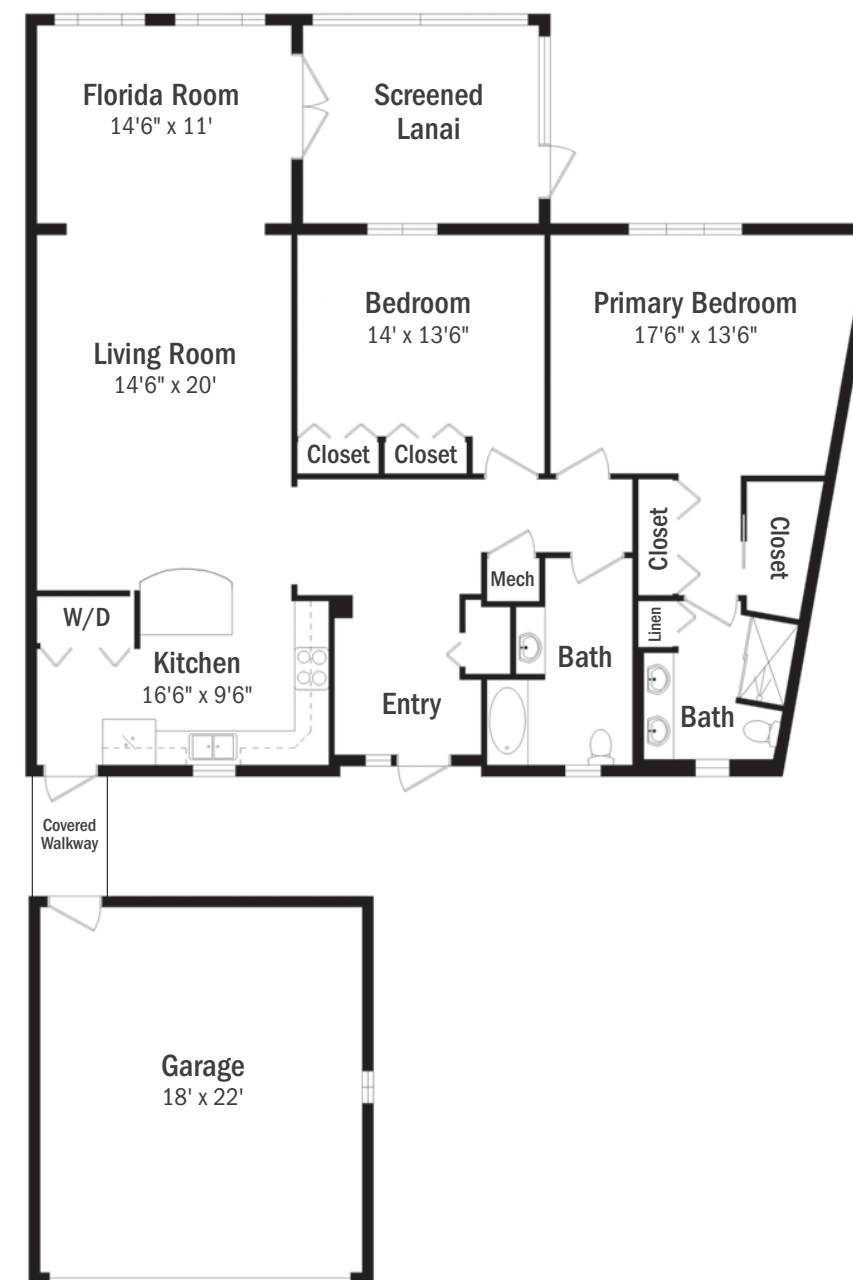 Florida Room
14'6" x 11'
Screened
Lanai
Bedroom
14' x 13'6"
Primary Bedroom
17'6" x 13'6"
Living Room
14'6" x 20'
Closet
Closet
Closet
Closet
Mech
W/D
Linen
Kitchen
16'6" x 9'6"
Bath
Entry
Bath
Covered
Walkway
Garage
18' x 22'